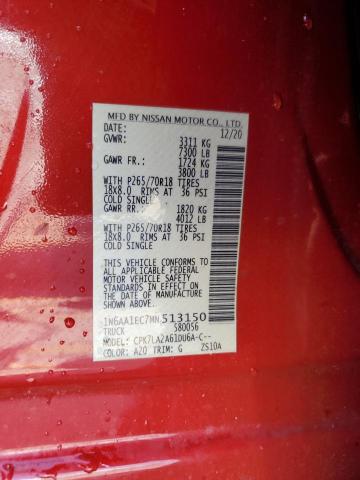 MFD BY NISSAN MOTOR CO., LTD.
DATE: 12/20
GVWR: 3311 KG
7300 LB
GAWR FR.: 1724 KG
3800 LB
WITH P265/70R18 TIRES
18X8.0 RIMS AT 36 PSI
COLD SINGLE
GAWR RR.: 1820 KG
4012 LB
WITH P265/70R18 TIRES
18X8.0 RIMS AT 36 PSI
COLD SINGLE
THIS VEHICLE CONFORMS TO ALL
APPLICABLE FEDERAL MOTOR
VEHICLE SAFETY STANDARDS IN
EFFECT ON THE DATE OF
MANUFACTURE SHOWN ABOVE.
1N6AA1EC7MN513150
TRUCK 580056
MODEL: CPK7LA2A61DU6A-C--
COLOR: A20 TRIM: G ZS10A